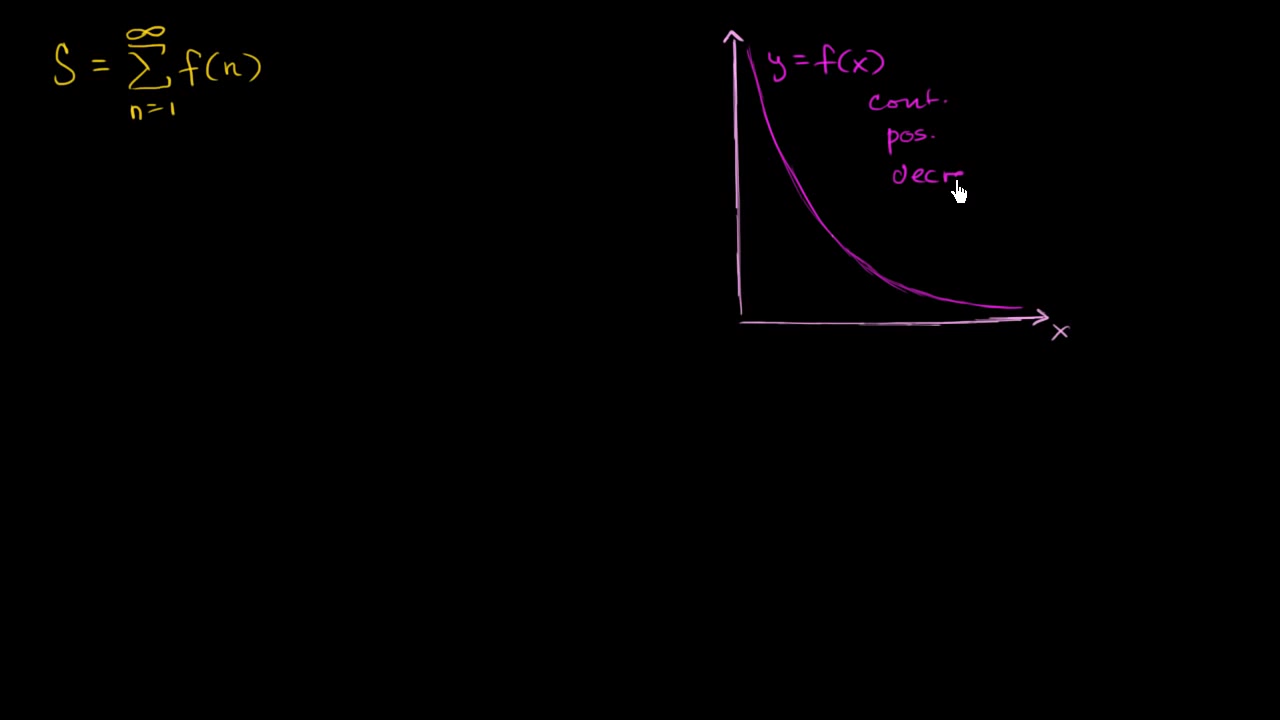 S = ∞∑n=1 f(n)
y = f(x)
cont.
pos.
decr
x